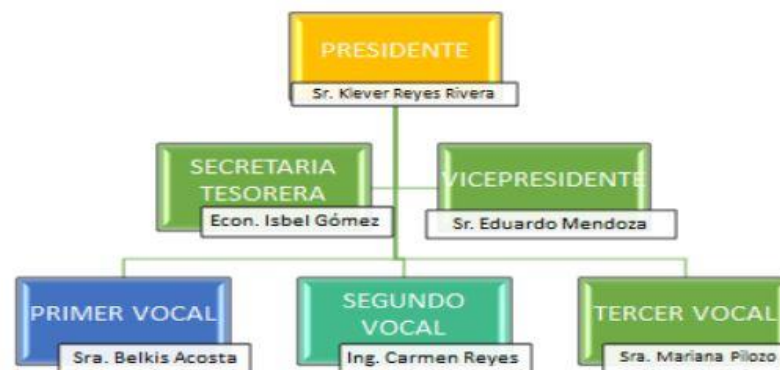 PRESIDENTE
Sr. Klever Reyes Rivera
SECRETARIA
TESORERA
Econ. Isbel Gómez
VICEPRESIDENTE
Sr. Eduardo Mendoza
PRIMER VOCAL
Sra. Belkis Acosta
SEGUNDO
VOCAL
Ing. Carmen Reyes
TERCER VOCAL
Sra. Mariana Pilozo